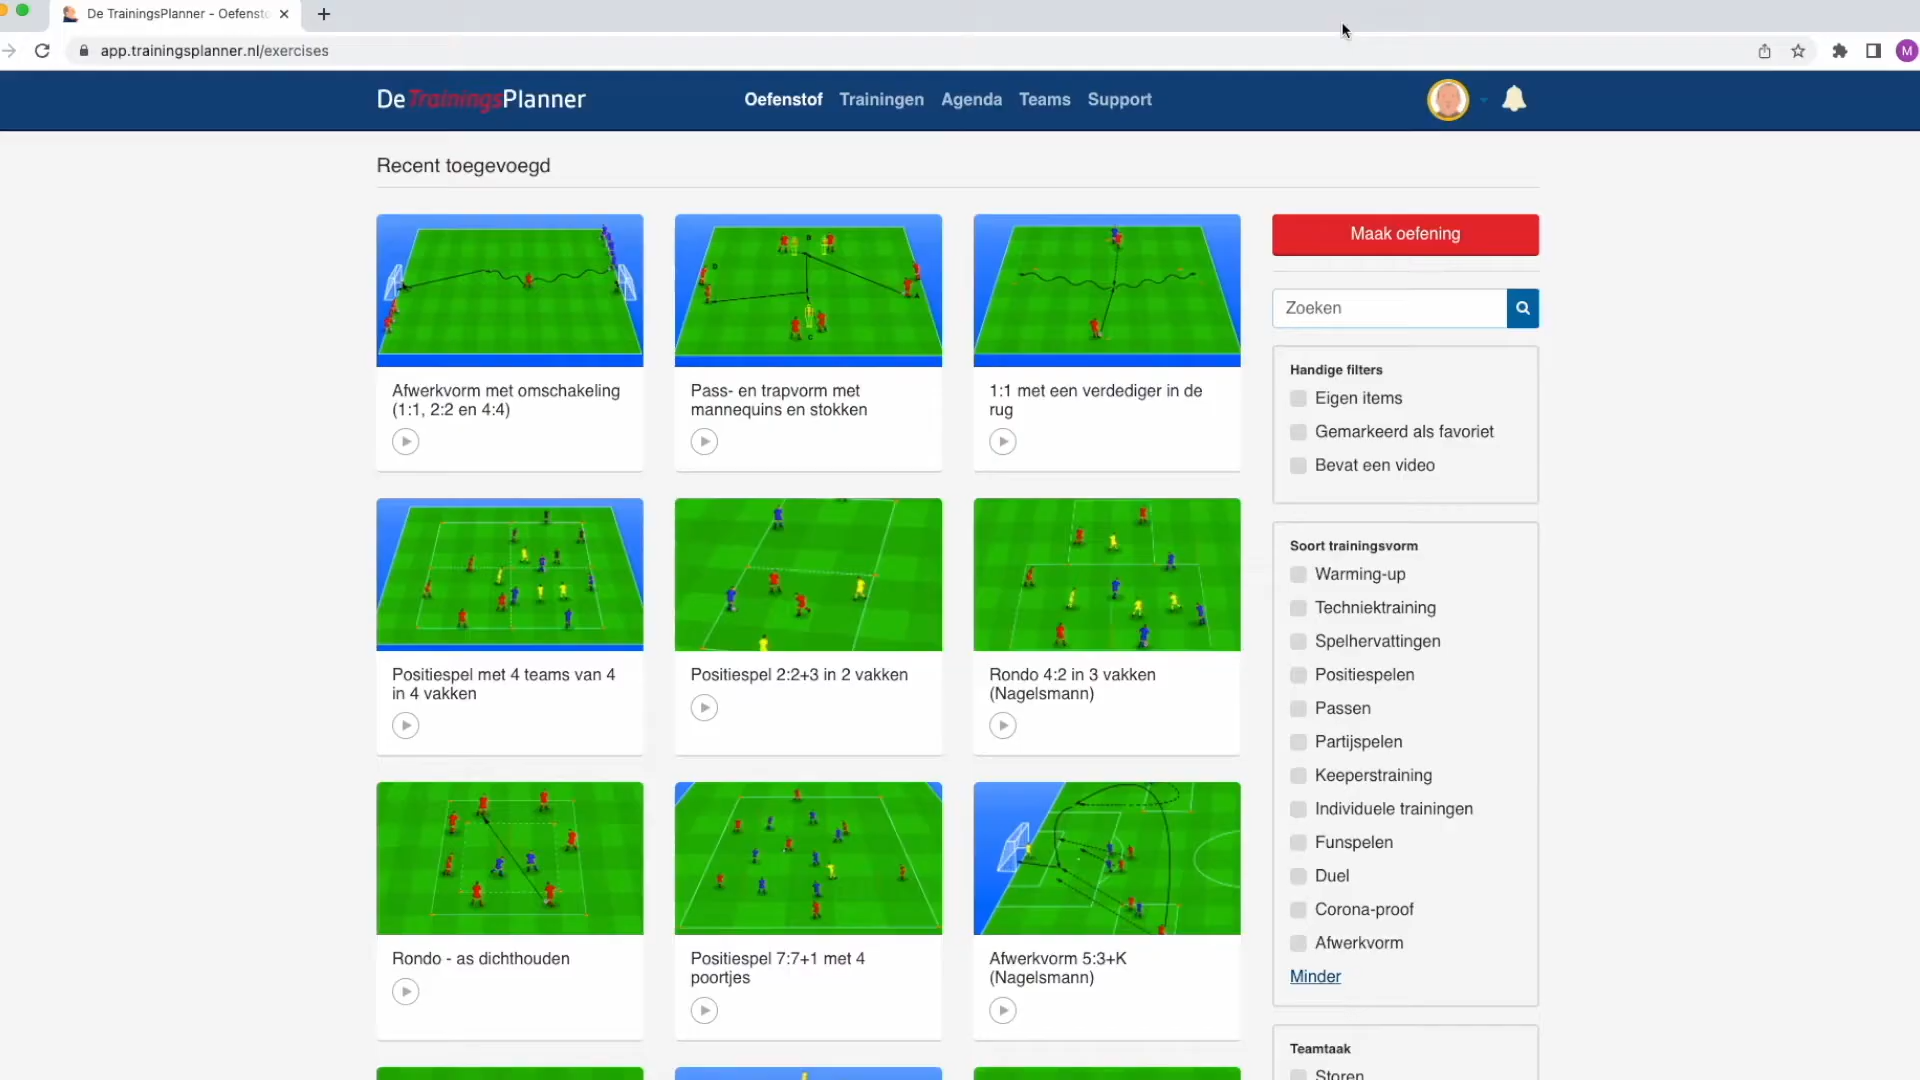 De TrainingsPlanner - Oefensto
app.trainingsplanner.nl/exercises
M
DeTrainingsPlanner
Oefenstof
Trainingen
Agenda
Teams
Support
Recent toegevoegd
Afwerkvorm met omschakeling
(1:1, 2:2 en 4:4)
Pass- en trapvorm met
mannequins en stokken
1:1 met een verdediger in de
rug
Positiespel met 4 teams van 4
in 4 vakken
Positiespel 2:2+3 in 2 vakken
Rondo 4:2 in 3 vakken
(Nagelsmann)
Rondo - as dichthouden
Positiespel 7:7+1 met 4
poortjes
Afwerkvorm 5:3+K
(Nagelsmann)
Maak oefening
Zoeken
Handige filters
Eigen items
Gemarkeerd als favoriet
Bevat een video
Soort trainingsvorm
Warming-up
Techniektraining
Spelhervattingen
Positiespelen
Passen
Partijspelen
Keeperstraining
Individuele trainingen
Funspelen
Duel
Corona-proof
Afwerkvorm
Minder
Teamtaak
Storen